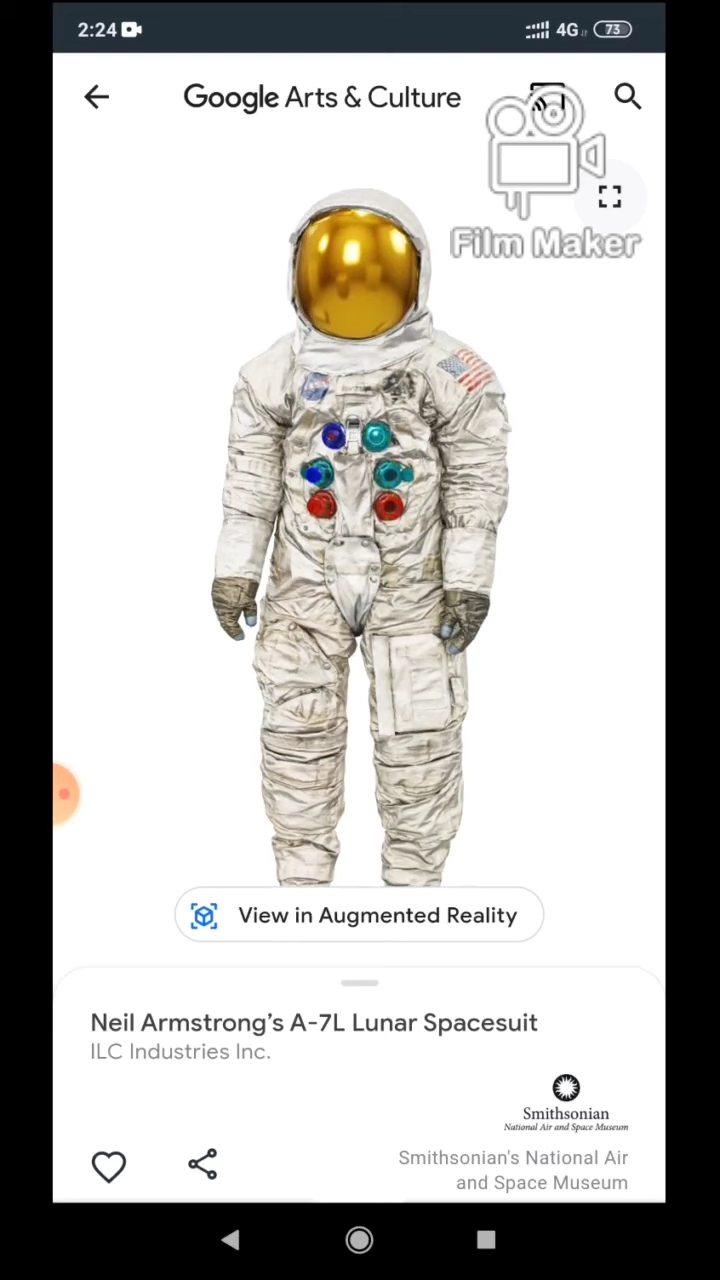 2:24
4G
73
Google Arts & Culture
Film Maker
View in Augmented Reality
Neil Armstrong’s A-7L Lunar Spacesuit
ILC Industries Inc.
Smithsonian
National Air and Space Museum
Smithsonian's National Air
and Space Museum